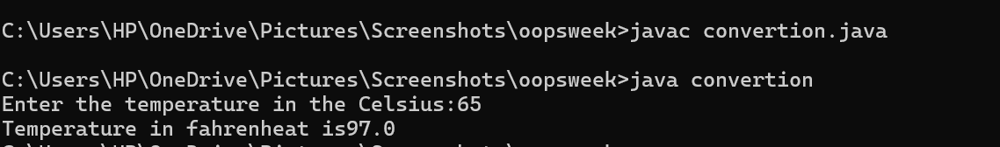 C:\Users\HP\OneDrive\Pictures\Screenshots\oopsweek>javac convertion.java
C:\Users\HP\OneDrive\Pictures\Screenshots\oopsweek>java convertion
Enter the temperature in the Celsius:65
Temperature in fahrenheat is97.0